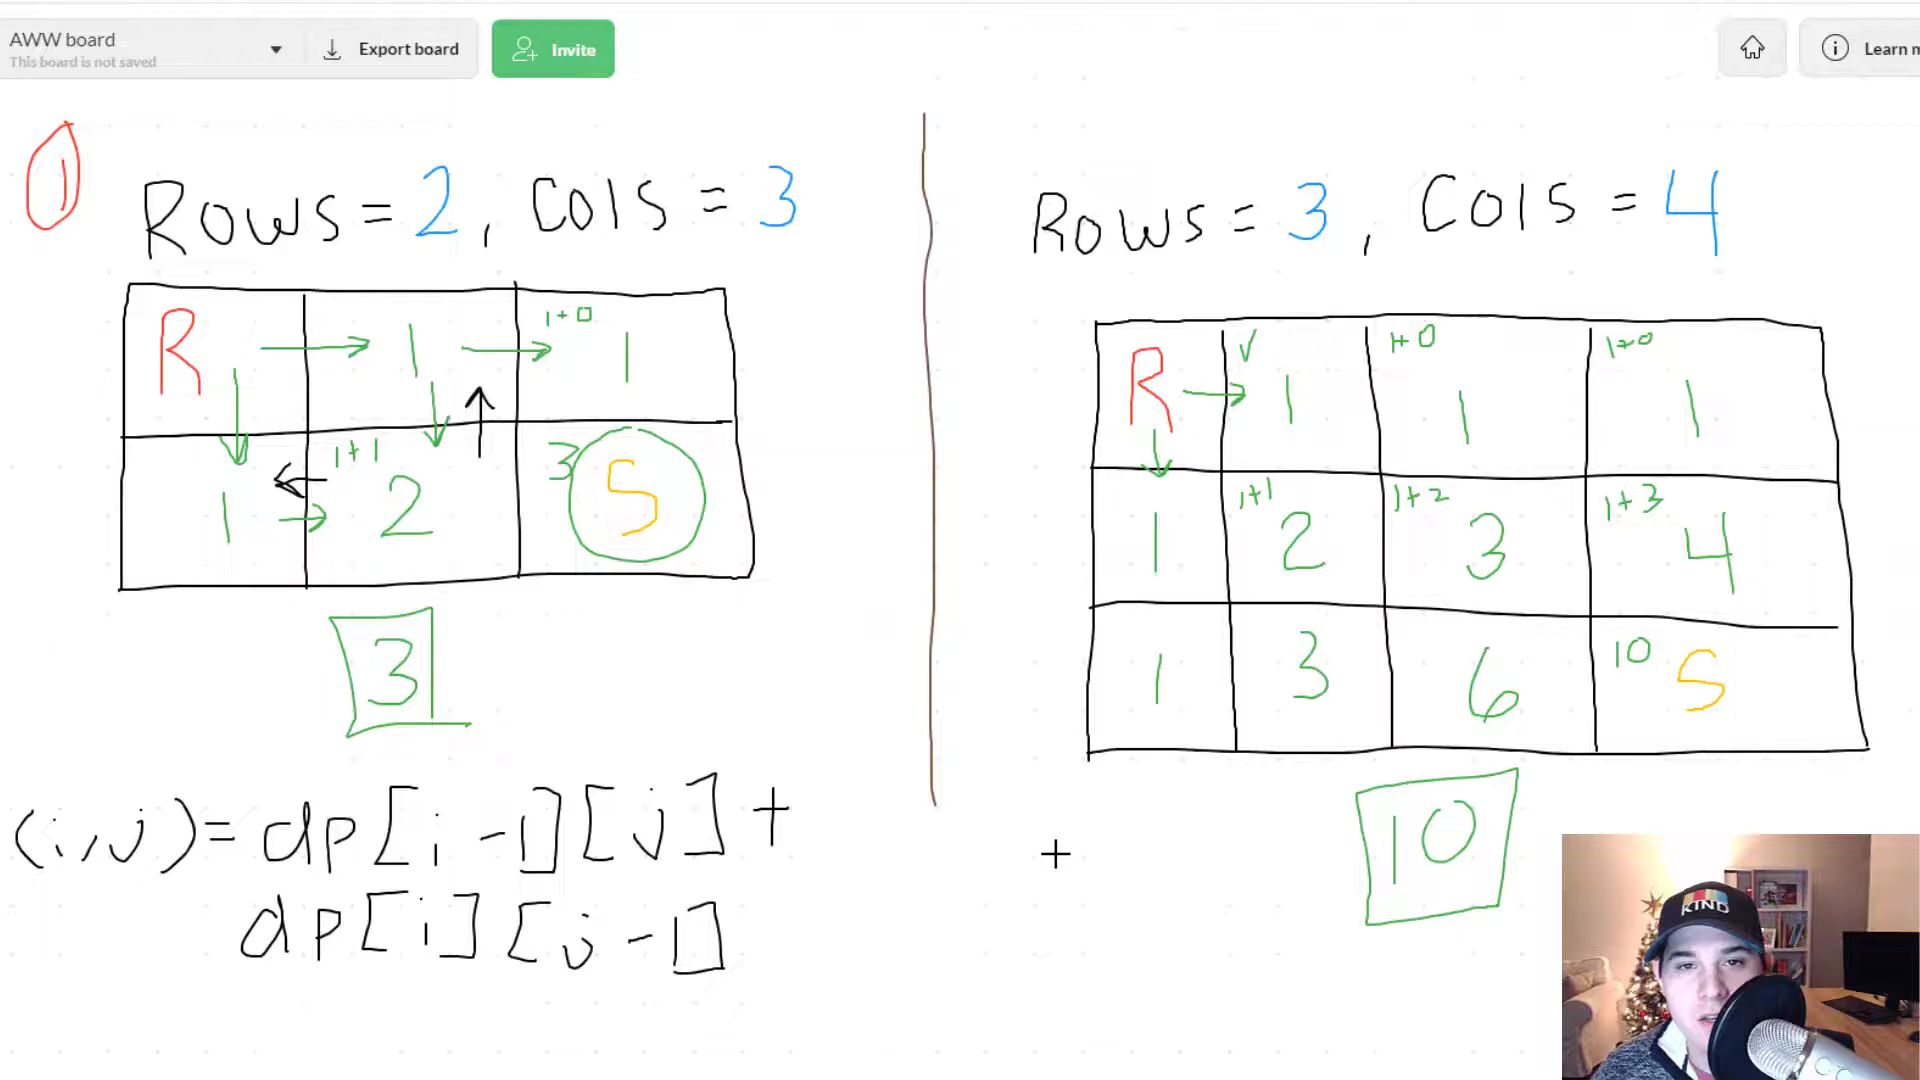 AWW board
This board is not saved
Export board
Invite
Learn m
1
Rows = 2, Cols = 3
R 1 1+0 1
1 1+1 2 3 S
3
(i,j) = dp[i-1][j] +
dp[i][j-1]
Rows = 3, Cols = 4
R 1 1+0 1 1+0 1
1 1+1 2 1+2 3 1+3 4
1 3 6 10 S
10
KIND